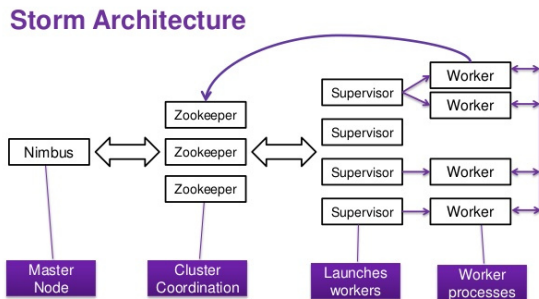 Storm Architecture
Nimbus
Zookeeper
Zookeeper
Zookeeper
Supervisor
Supervisor
Supervisor
Supervisor
Worker
Worker
Worker
Worker
Master
Node
Cluster
Coordination
Launches
workers
Worker
processes